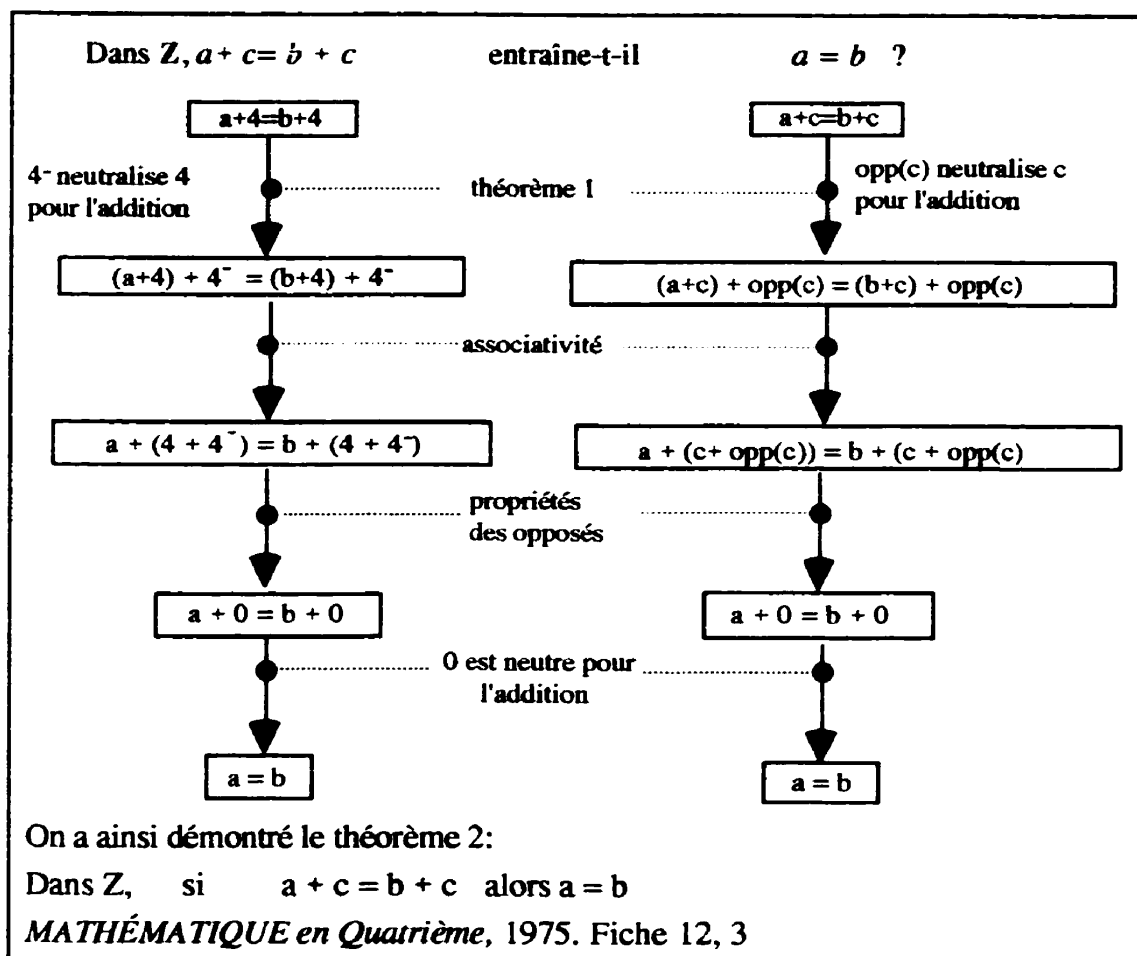 Dans Z, a + c = b + c entraîne-t-il a = b ?
a+4=b+4 a+c=b+c
4⁻ neutralise 4
pour l'addition
théorème 1
opp(c) neutralise c
pour l'addition
(a+4) + 4⁻ = (b+4) + 4⁻ (a+c) + opp(c) = (b+c) + opp(c)
associativité
a + (4 + 4⁻) = b + (4 + 4⁻) a + (c+ opp(c)) = b + (c + opp(c)
propriétés
des opposés
a + 0 = b + 0 a + 0 = b + 0
0 est neutre pour
l'addition
a = b a = b
On a ainsi démontré le théorème 2:
Dans Z, si a + c = b + c alors a = b
MATHÉMATIQUE en Quatrième, 1975. Fiche 12, 3